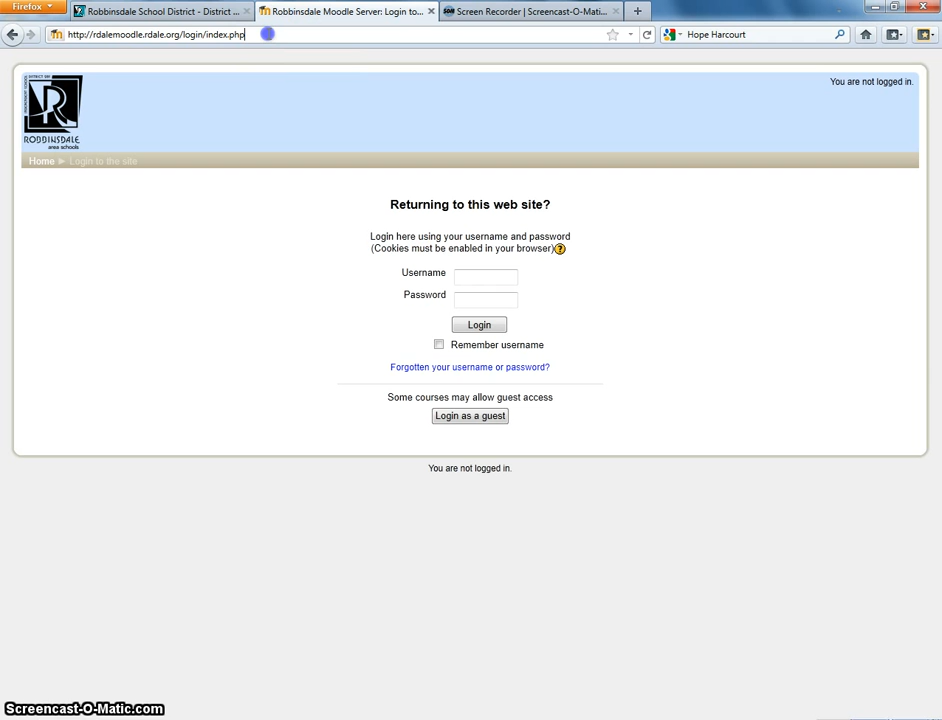 Firefox
Robbinsdale School District - District ...
Robbinsdale Moodle Server: Login to...
Screen Recorder | Screencast-O-Mati...
http://rdalemoodle.rdale.org/login/index.php
Hope Harcourt
You are not logged in.
ROBBINSDALE
area schools
Home ► Login to the site
Returning to this web site?
Login here using your username and password
(Cookies must be enabled in your browser)?
Username
Password
Login
Remember username
Forgotten your username or password?
Some courses may allow guest access
Login as a guest
You are not logged in.
Screencast-O-Matic.com